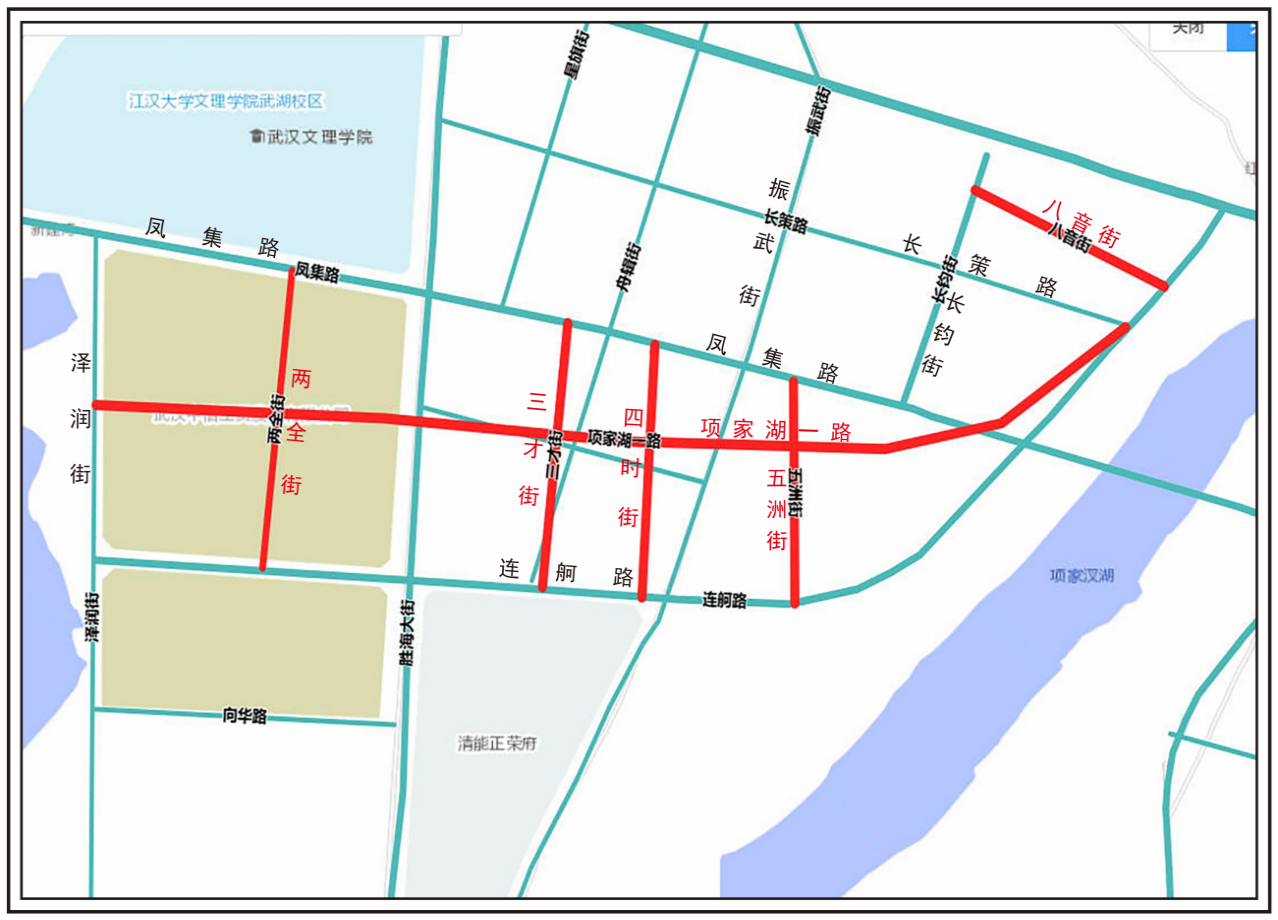 关闭
星旗街
江汉大学文理学院武湖校区
武汉文理学院
振武街
振武街
长策路
八音街
八音街
凤集路
凤集路
舟辑街
长策路
长钧街
长钧街
凤集路
泽润街
两全街
两全街
三才街
三才街
四时街
项家湖一路
项家湖一路
五洲街
五洲街
连舸路
连舸路
项家汊湖
泽润街
胜海大街
向华路
清能正荣府